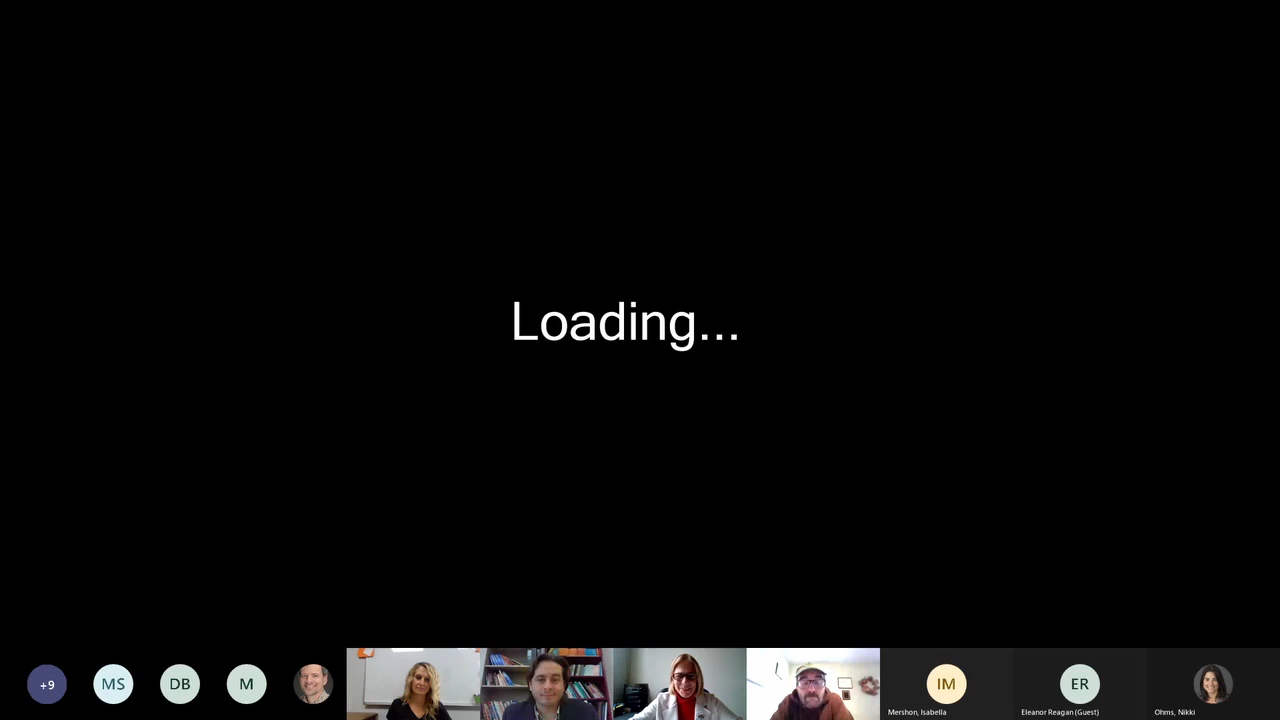 Loading...
+9
MS
DB
M
IM
Mershon, Isabella
ER
Eleanor Reagan (Guest)
Ohms, Nikki